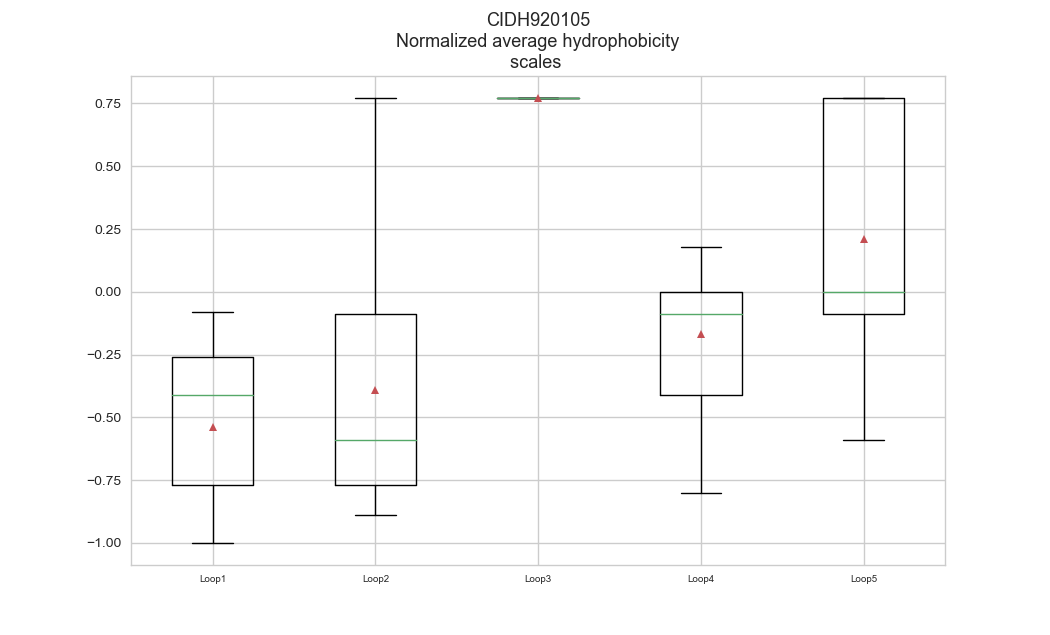 CIDH920105
Normalized average hydrophobicity
scales
0.75
0.50
0.25
0.00
−0.25
−0.50
−0.75
−1.00
Loop1 Loop2 Loop3 Loop4 Loop5